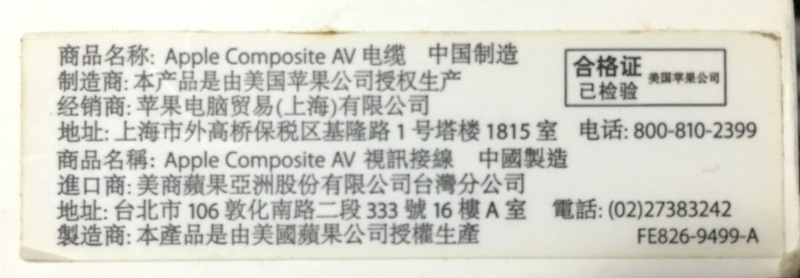 商品名称: Apple Composite AV 电缆 中国制造
制造商: 本产品是由美国苹果公司授权生产
经销商: 苹果电脑贸易(上海)有限公司
地址: 上海市外高桥保税区基隆路 1 号塔楼 1815 室 电话: 800-810-2399
合格证
已检验
美国苹果公司
商品名稱: Apple Composite AV 視訊接線 中國製造
進口商: 美商蘋果亞洲股份有限公司台灣分公司
地址: 台北市 106 敦化南路二段 333 號 16 樓 A 室 電話: (02)27383242
製造商: 本產品是由美國蘋果公司授權生產
FE826-9499-A